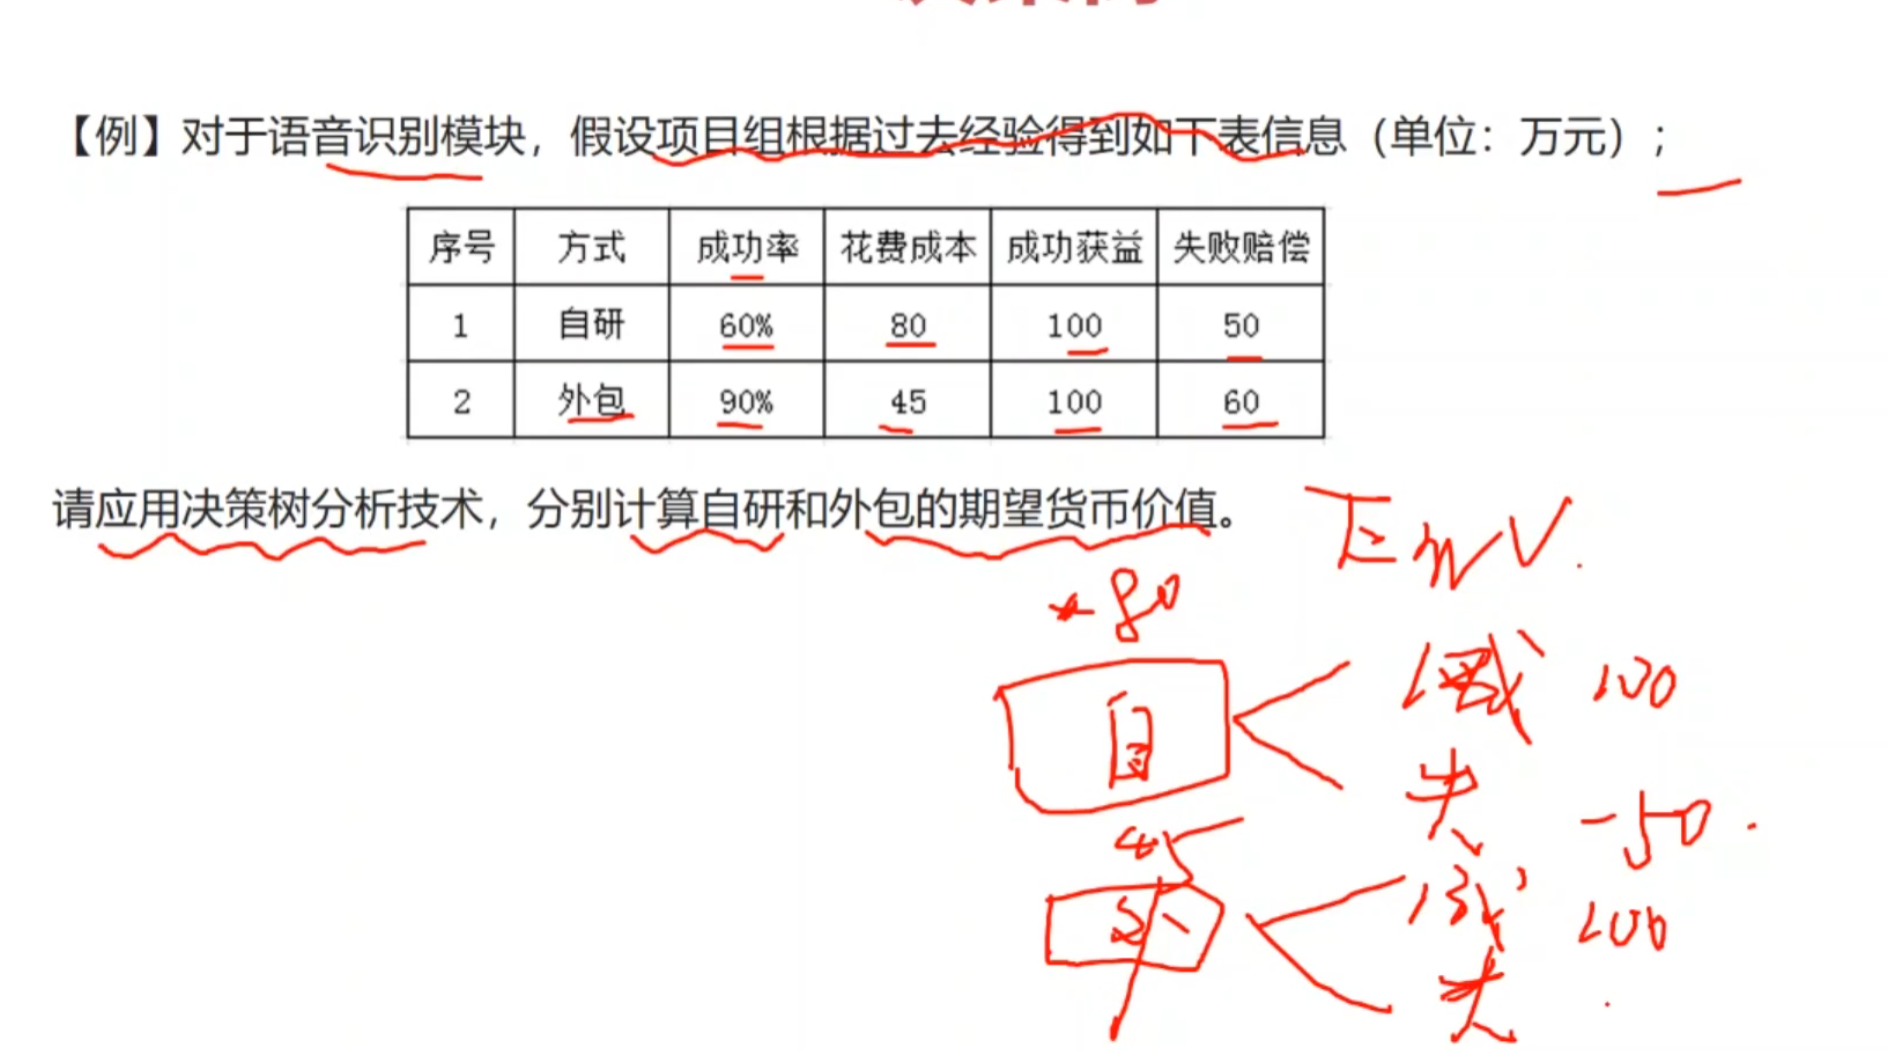 【例】对于语音识别模块，假设项目组根据过去经验得到如下表信息（单位：万元）；
序号 方式 成功率 花费成本 成功获益 失败赔偿
1 自研 60% 80 100 50
2 外包 90% 45 100 60
请应用决策树分析技术，分别计算自研和外包的期望货币价值。
EMV.
-80
自 成 100
失 -50
45
外 成 100
失